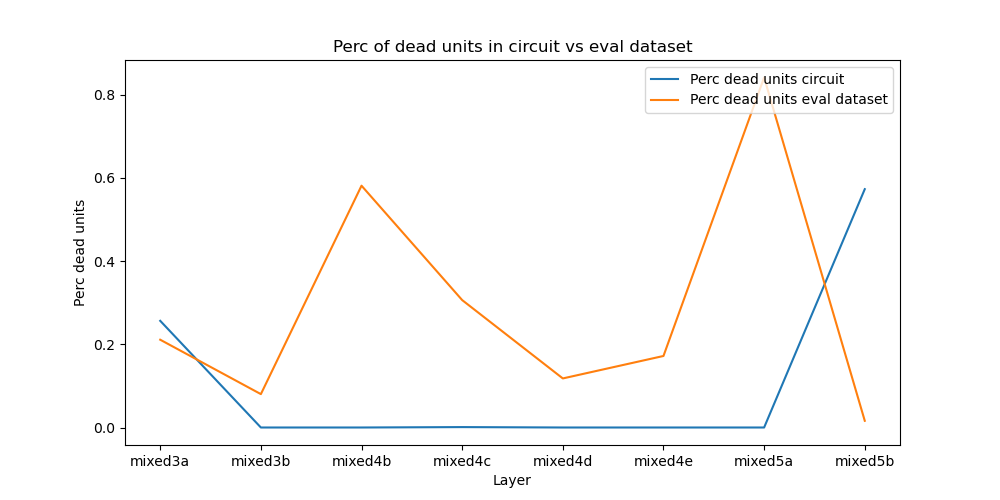 Perc of dead units in circuit vs eval dataset
Perc dead units circuit
Perc dead units eval dataset
Perc dead units
0.8
0.6
0.4
0.2
0.0
mixed3a mixed3b mixed4b mixed4c mixed4d mixed4e mixed5a mixed5b
Layer